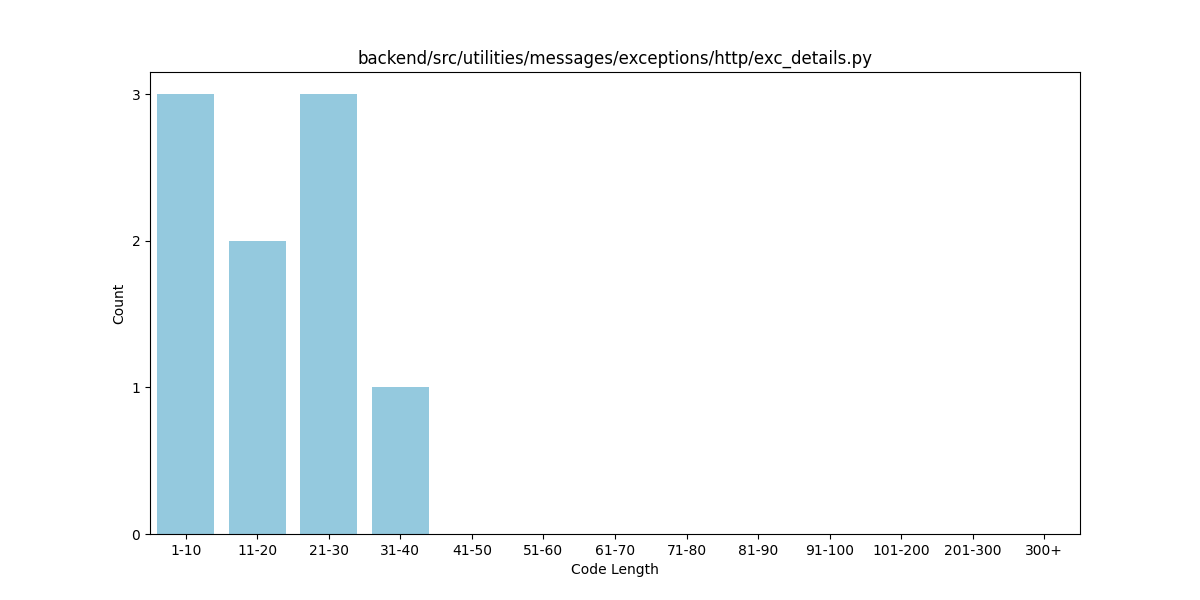 backend/src/utilities/messages/exceptions/http/exc_details.py
3
2
1
0
Count
1-10 11-20 21-30 31-40 41-50 51-60 61-70 71-80 81-90 91-100 101-200 201-300 300+
Code Length